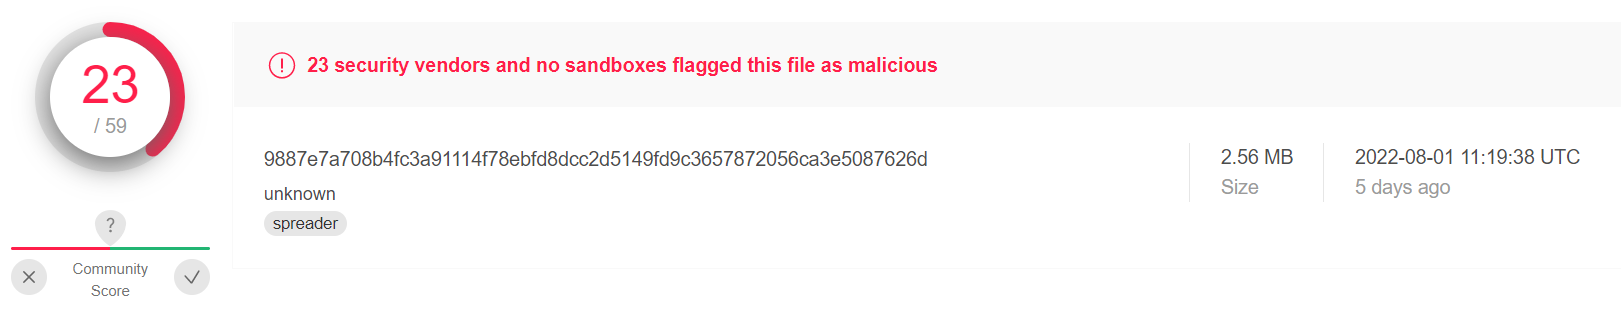 23
/ 59
?
Community
Score
23 security vendors and no sandboxes flagged this file as malicious
9887e7a708b4fc3a91114f78ebfd8dcc2d5149fd9c3657872056ca3e5087626d
unknown
spreader
2.56 MB
Size
2022-08-01 11:19:38 UTC
5 days ago